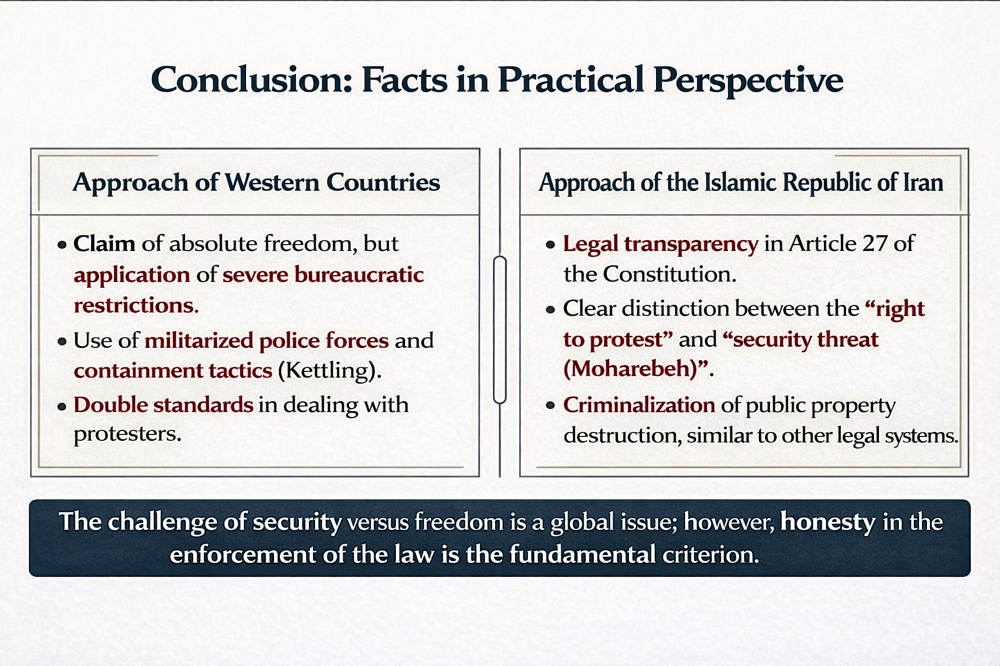 Conclusion: Facts in Practical Perspective
Approach of Western Countries
• Claim of absolute freedom, but
application of severe bureaucratic
restrictions.
• Use of militarized police forces and
containment tactics (Kettling).
• Double standards in dealing with
protesters.
Approach of the Islamic Republic of Iran
• Legal transparency in Article 27 of
the Constitution.
• Clear distinction between the “right
to protest” and “security threat
(Moharebeh)”.
• Criminalization of public property
destruction, similar to other legal systems.
The challenge of security versus freedom is a global issue; however, honesty in the
enforcement of the law is the fundamental criterion.